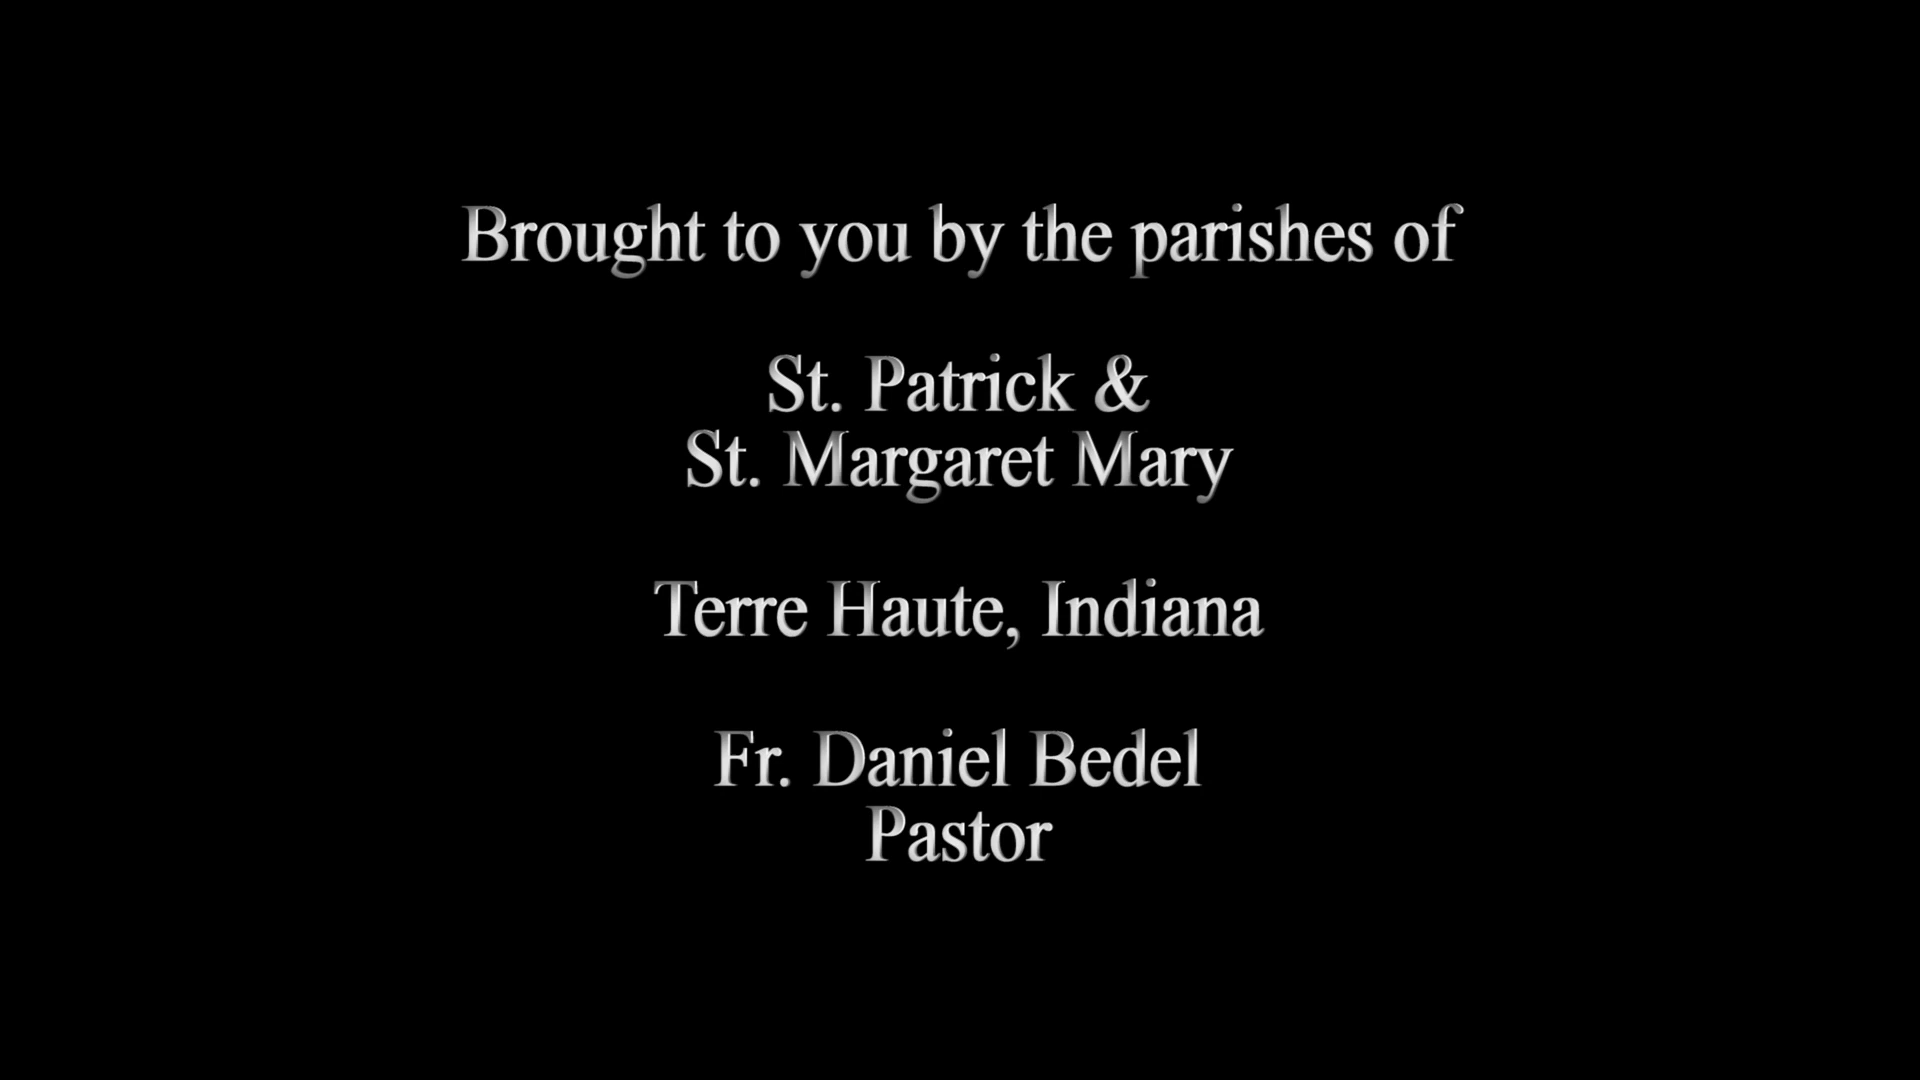 Brought to you by the parishes of
St. Patrick &
St. Margaret Mary
Terre Haute, Indiana
Fr. Daniel Bedel
Pastor